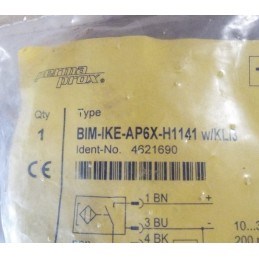 perma prox®
Qty Type
1 BIM-IKE-AP6X-H1141 w/KLI3
Ident-No. 4621690
CE
1 BN +
3 BU - 10...3
4 BK 200